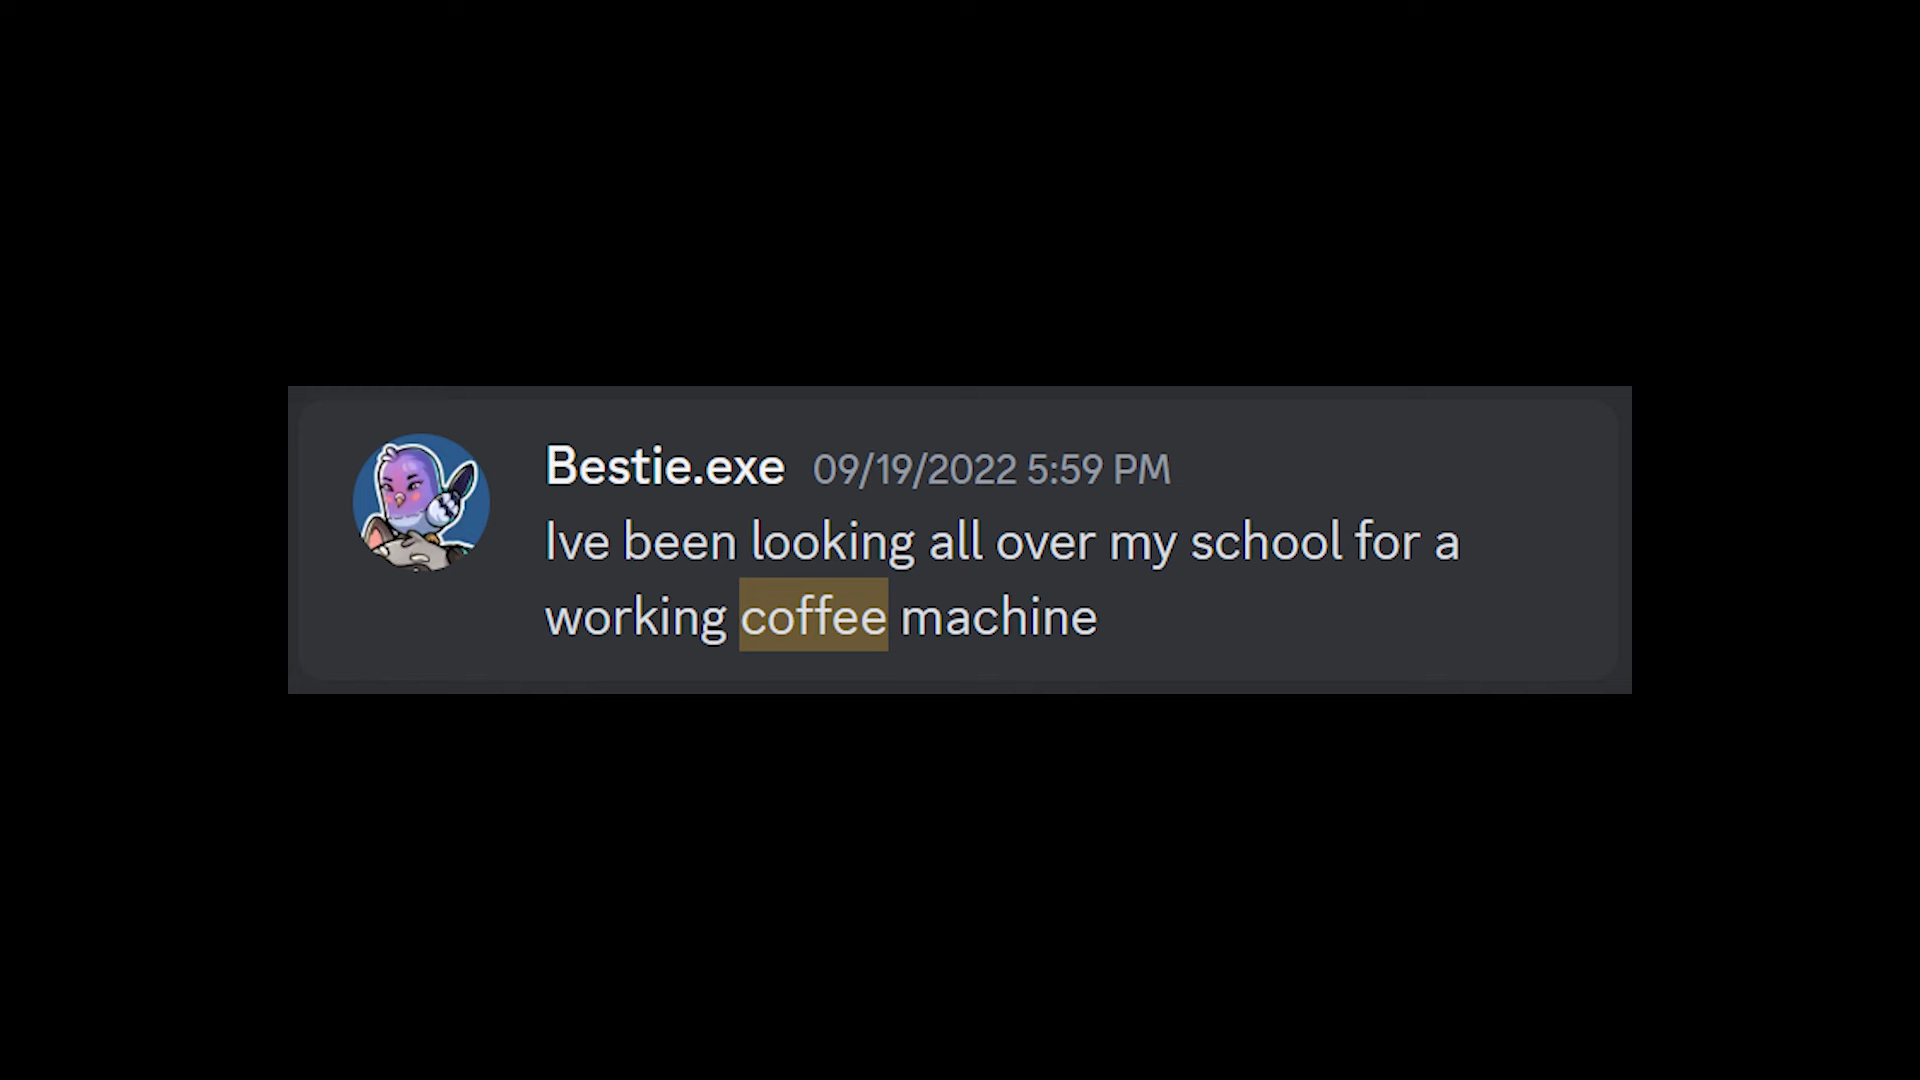 Bestie.exe 09/19/2022 5:59 PM
Ive been looking all over my school for a
working coffee machine